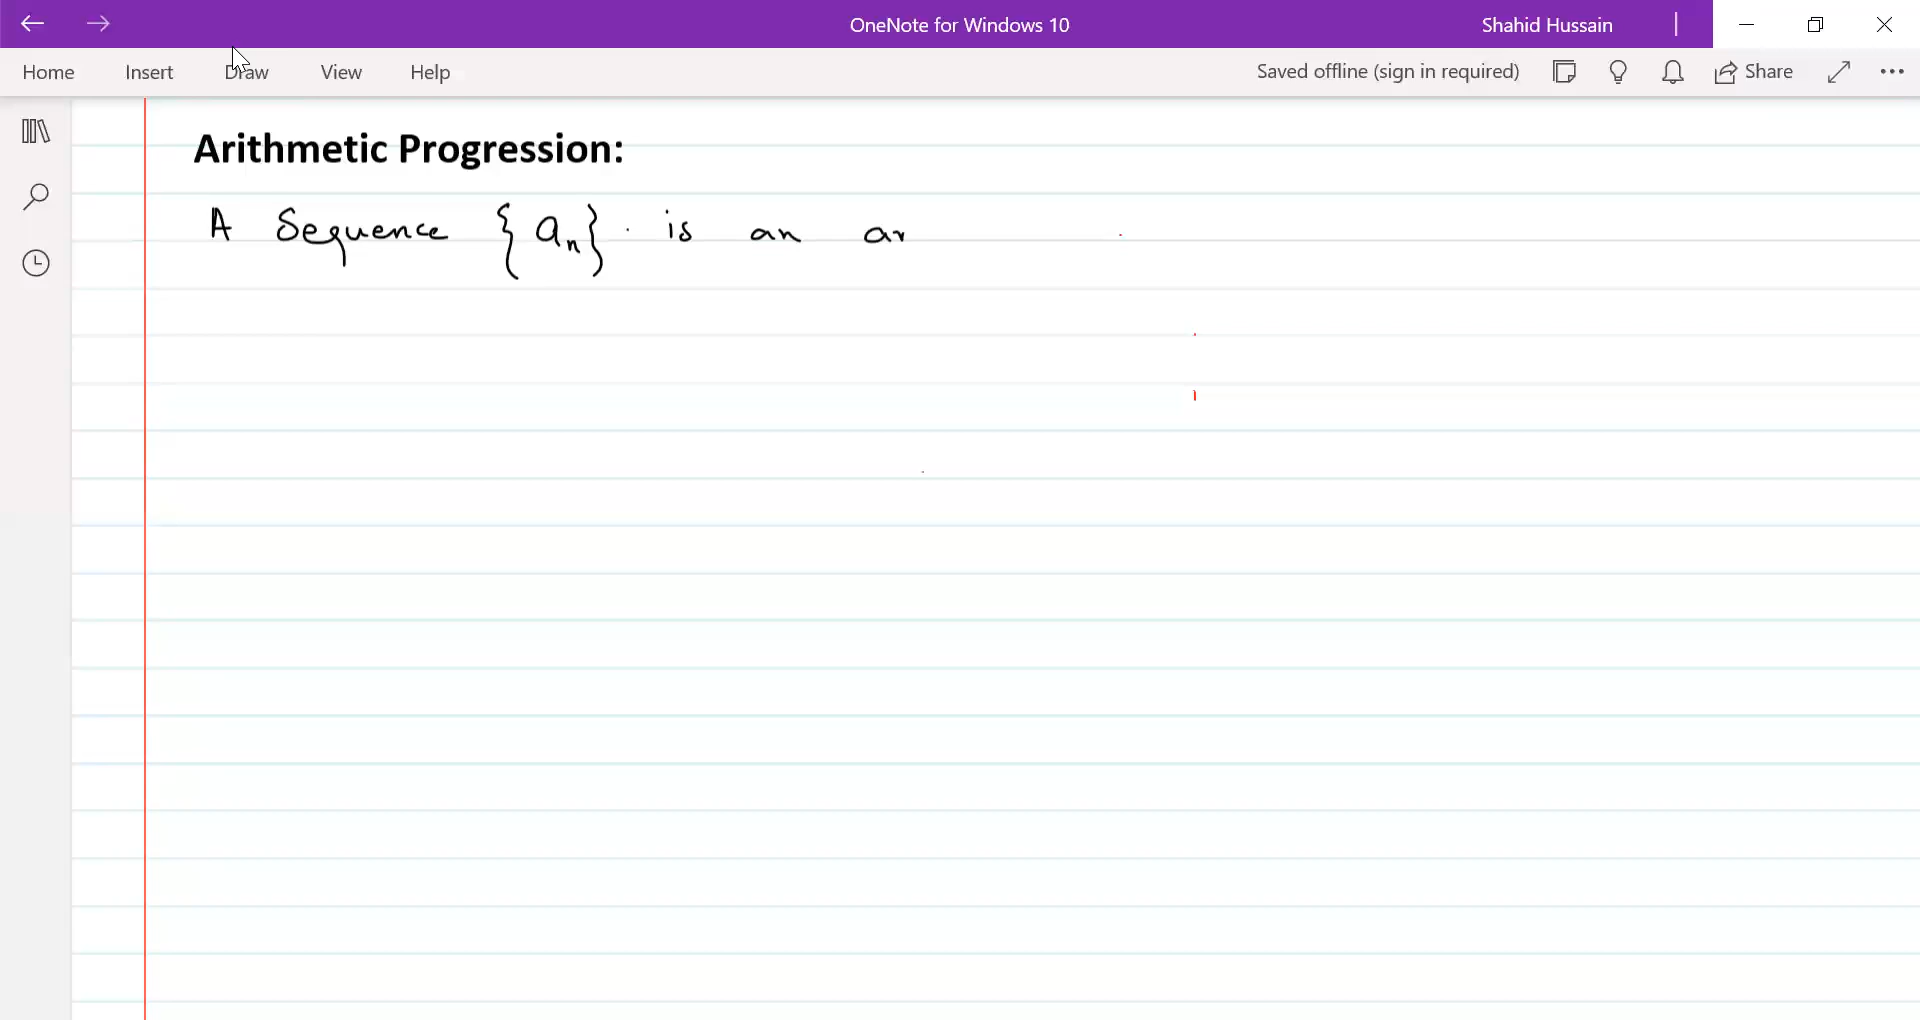 OneNote for Windows 10 Shahid Hussain
Home Insert Draw View Help Saved offline (sign in required) Share
Arithmetic Progression:
A Sequence {aₙ} is an ar